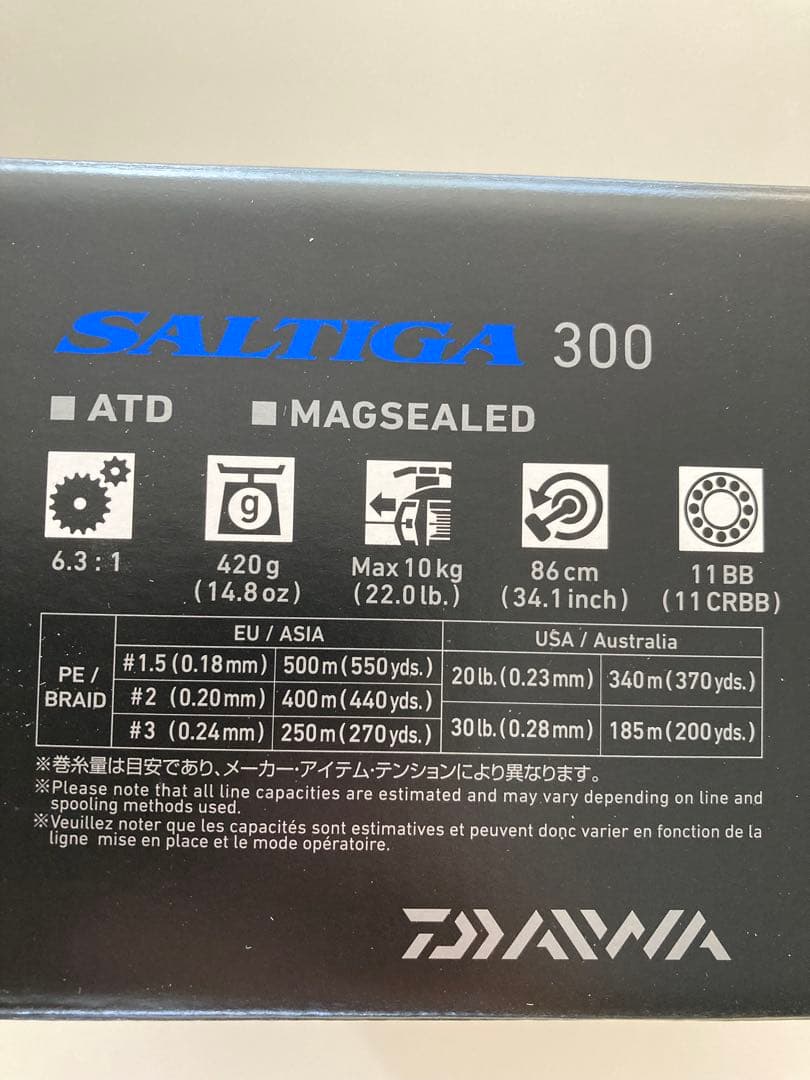 SALTIGA 300
ATD MAGSEALED
g
6.3 : 1 420g Max 10kg 86cm 11BB
(14.8oz) (22.0lb.) (34.1inch) (11CRBB)
EU / ASIA USA / Australia
PE / BRAID
#1.5 (0.18mm) 500m(550yds.)
#2 (0.20mm) 400m(440yds.)
#3 (0.24mm) 250m(270yds.)
20lb.(0.23mm) 340m(370yds.)
30lb.(0.28mm) 185m(200yds.)
※巻糸量は目安であり、メーカー・アイテム・テンションにより異なります。
※Please note that all line capacities are estimated and may vary depending on line and
spooling methods used.
※Veuillez noter que les capacités sont estimatives et peuvent donc varier en fonction de la
ligne mise en place et le mode opératoire.
DAIWA